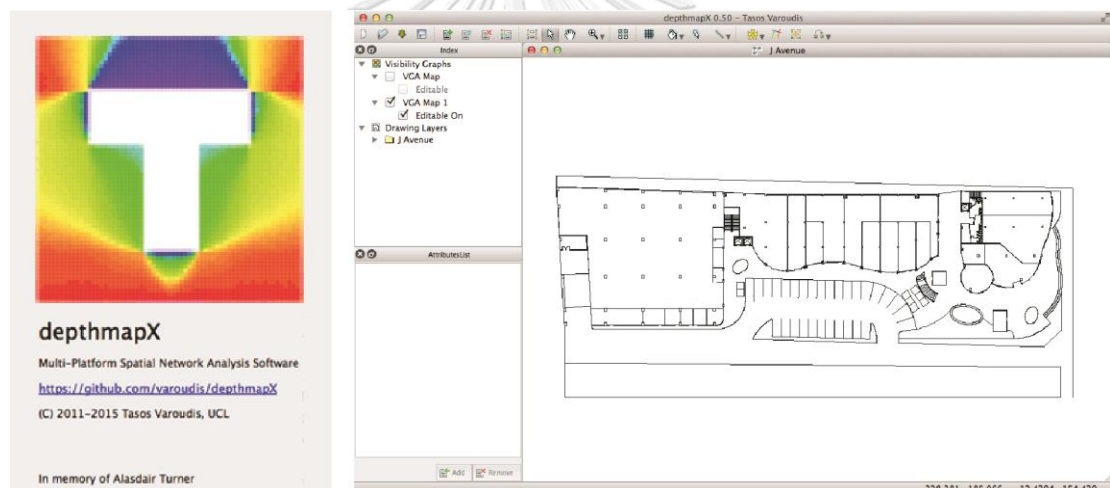 depthmapX
Multi-Platform Spatial Network Analysis Software
https://github.com/varoudis/depthmapX
(C) 2011-2015 Tasos Varoudis, UCL
In memory of Alasdair Turner
depthmapX 0.50 - Tasos Varoudis
Index
Visibility Graphs
VGA Map
Editable
VGA Map 1
Editable On
Drawing Layers
J Avenue
AttributesList
Add
Remove
J Avenue